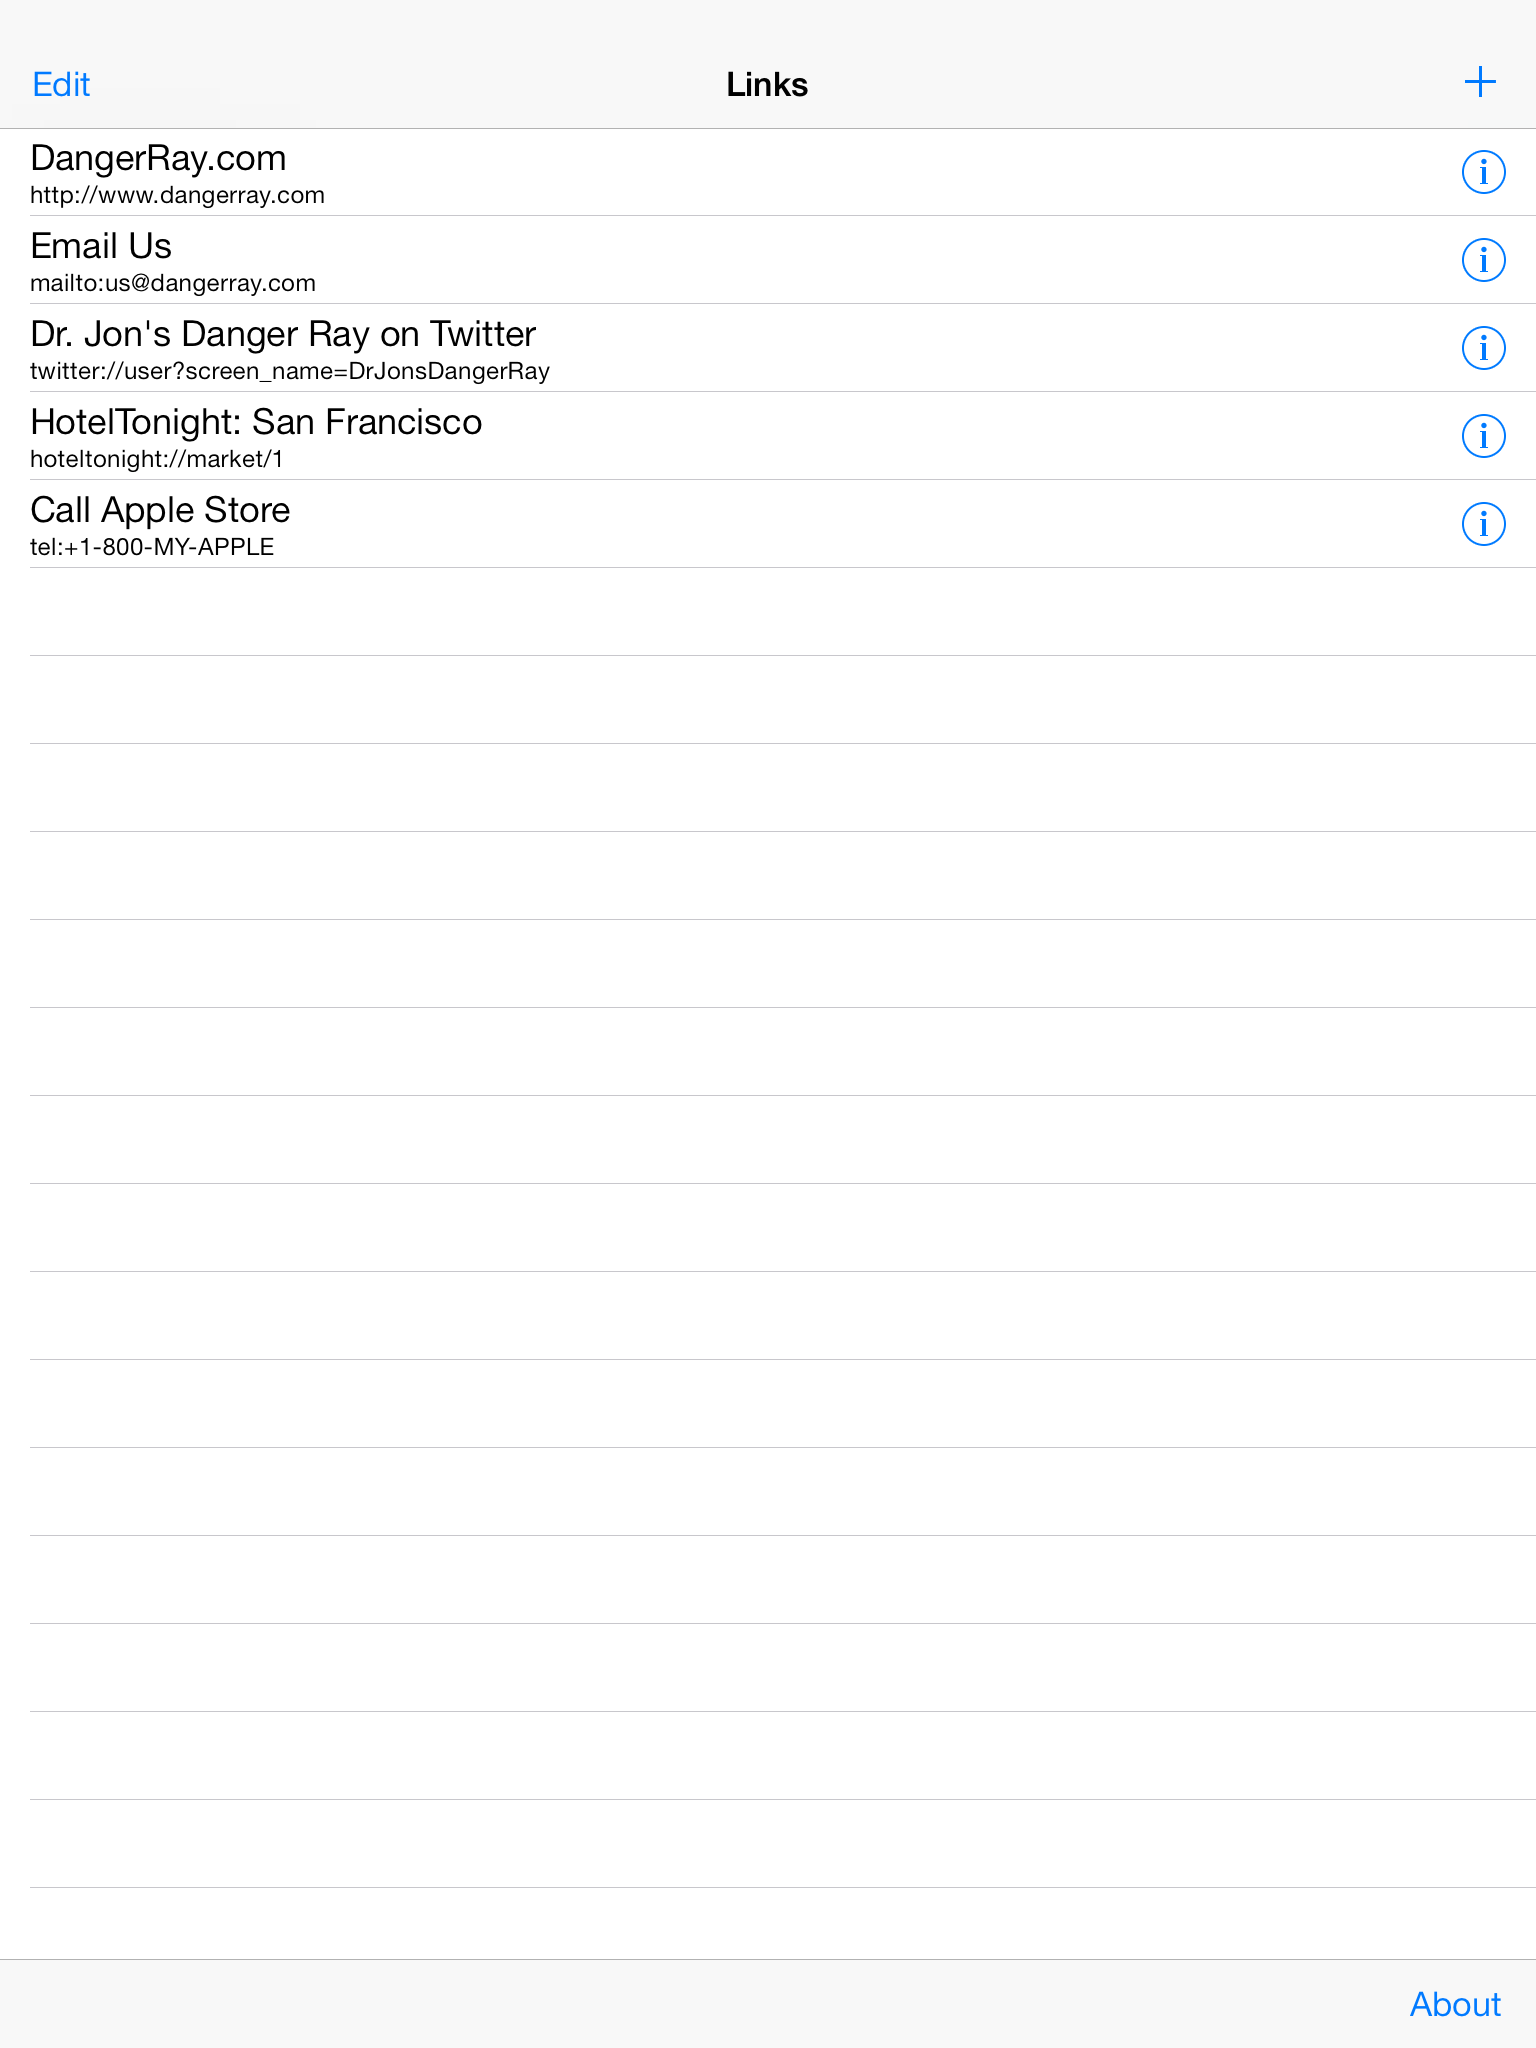 Edit
Links
+
DangerRay.com
http://www.dangerray.com
Email Us
mailto:us@dangerray.com
Dr. Jon's Danger Ray on Twitter
twitter://user?screen_name=DrJonsDangerRay
HotelTonight: San Francisco
hoteltonight://market/1
Call Apple Store
tel:+1-800-MY-APPLE
About